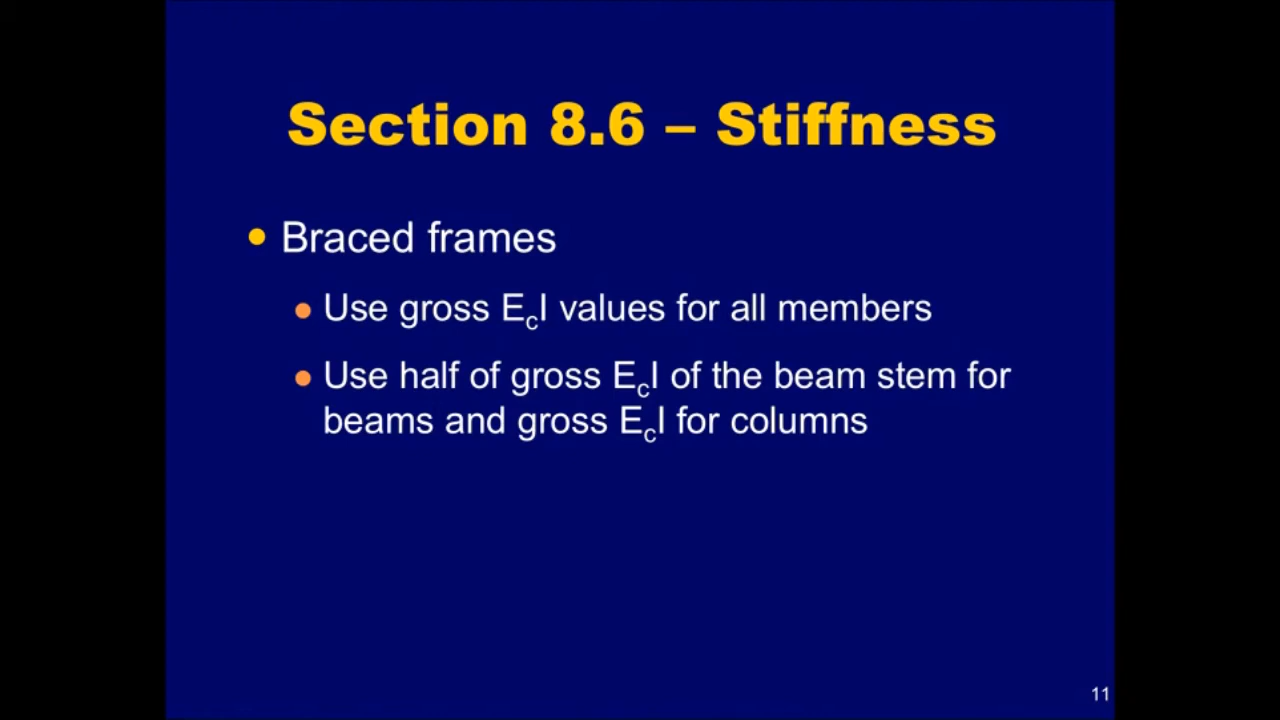 Section 8.6 – Stiffness
• Braced frames
• Use gross EcI values for all members
• Use half of gross EcI of the beam stem for
beams and gross EcI for columns
11